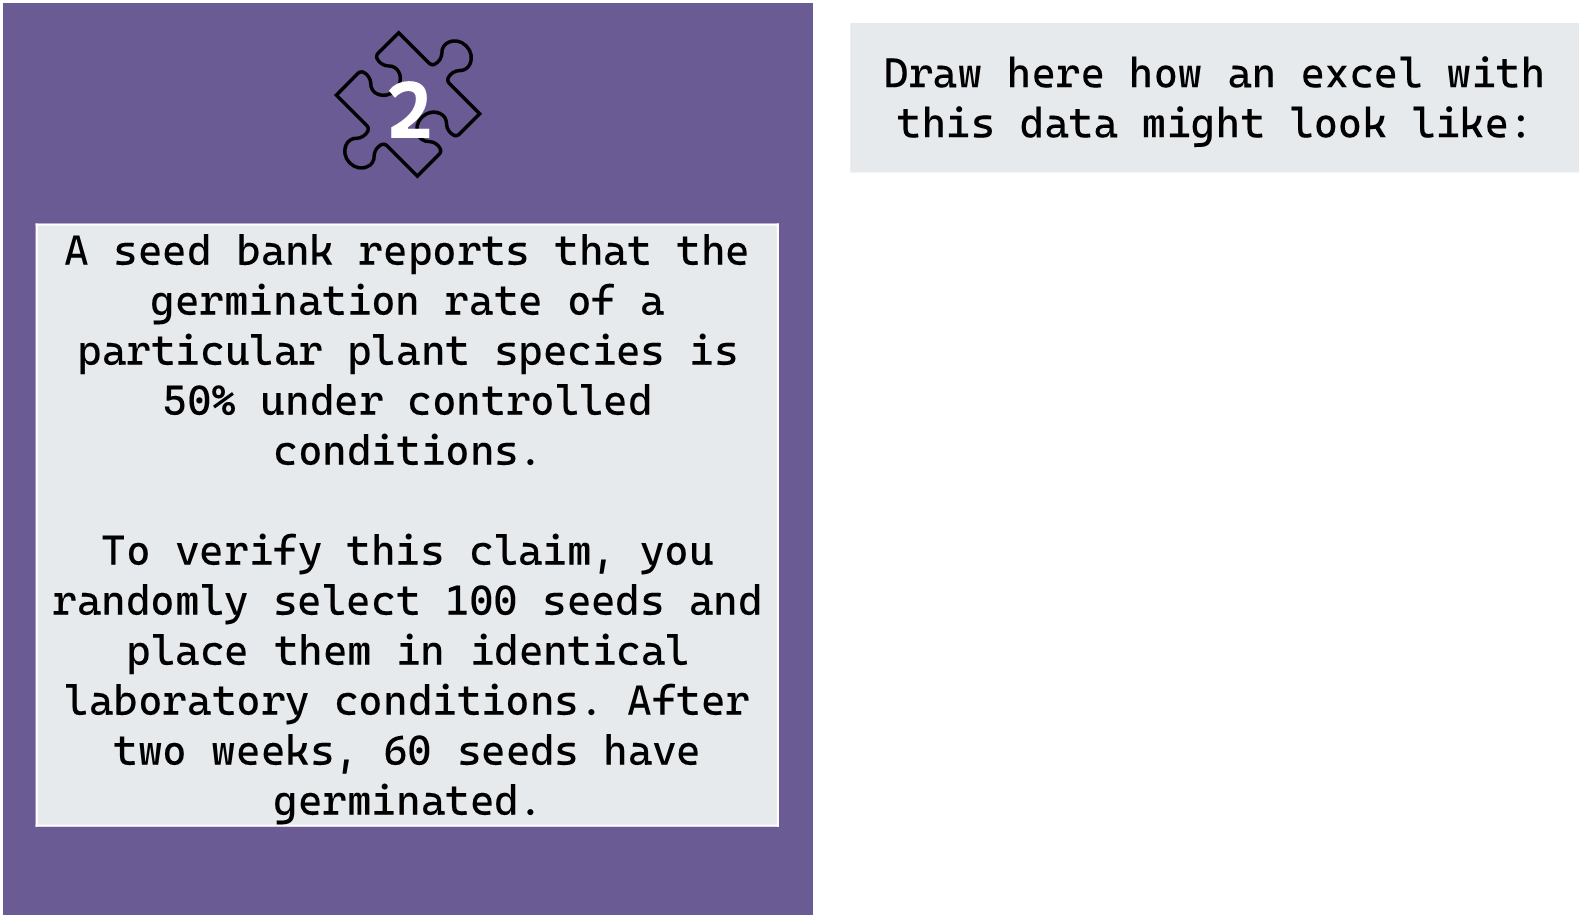 2
A seed bank reports that the
germination rate of a
particular plant species is
50% under controlled
conditions.
To verify this claim, you
randomly select 100 seeds and
place them in identical
laboratory conditions. After
two weeks, 60 seeds have
germinated.
Draw here how an excel with
this data might look like: